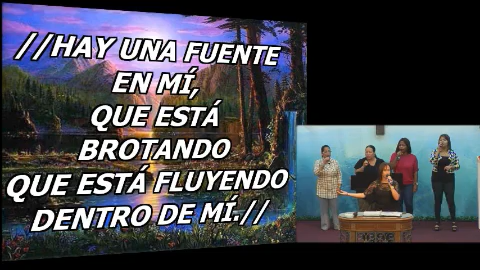 //HAY UNA FUENTE
EN MÍ,
QUE ESTÁ
BROTANDO
QUE ESTÁ FLUYENDO
DENTRO DE MÍ.//